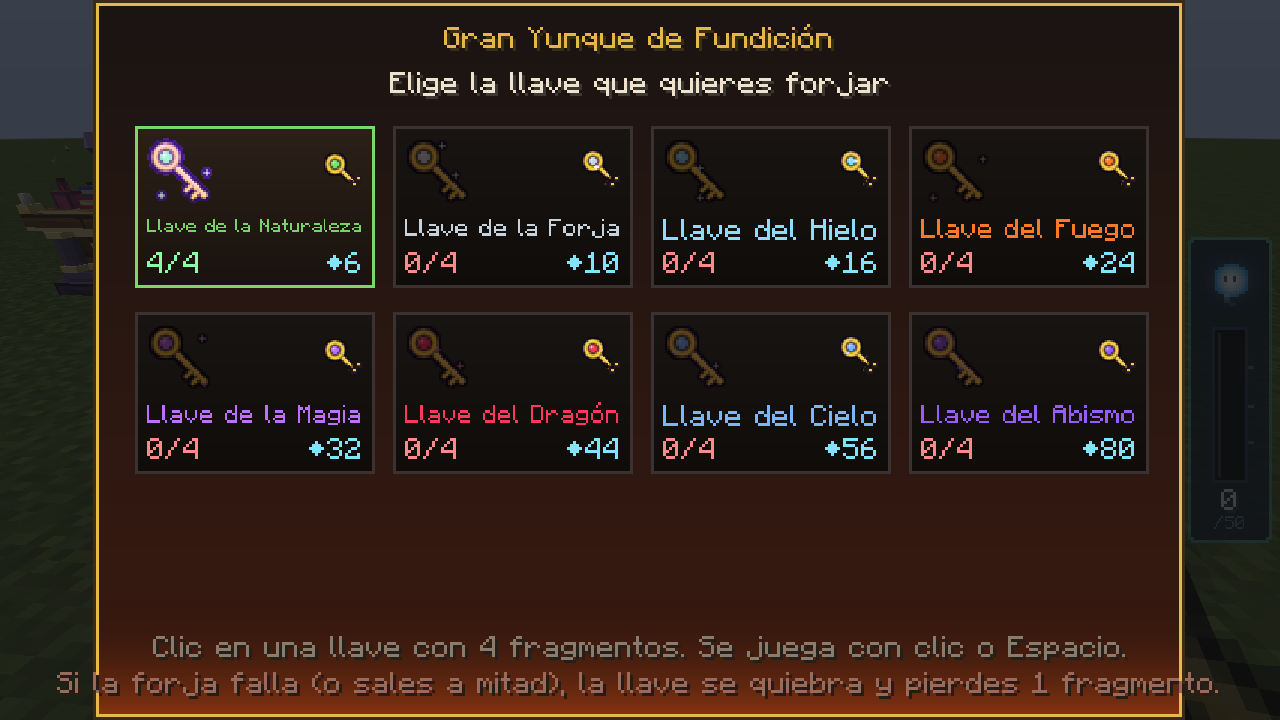 Gran Yunque de Fundición
Elige la llave que quieres forjar
Llave de la Naturaleza
4/4
6
Llave de la Forja
0/4
10
Llave del Hielo
0/4
16
Llave del Fuego
0/4
24
Llave de la Magia
0/4
32
Llave del Dragón
0/4
44
Llave del Cielo
0/4
56
Llave del Abismo
0/4
80
0
/50
Clic en una llave con 4 fragmentos. Se juega con clic o Espacio.
Si la forja falla (o sales a mitad), la llave se quiebra y pierdes 1 fragmento.